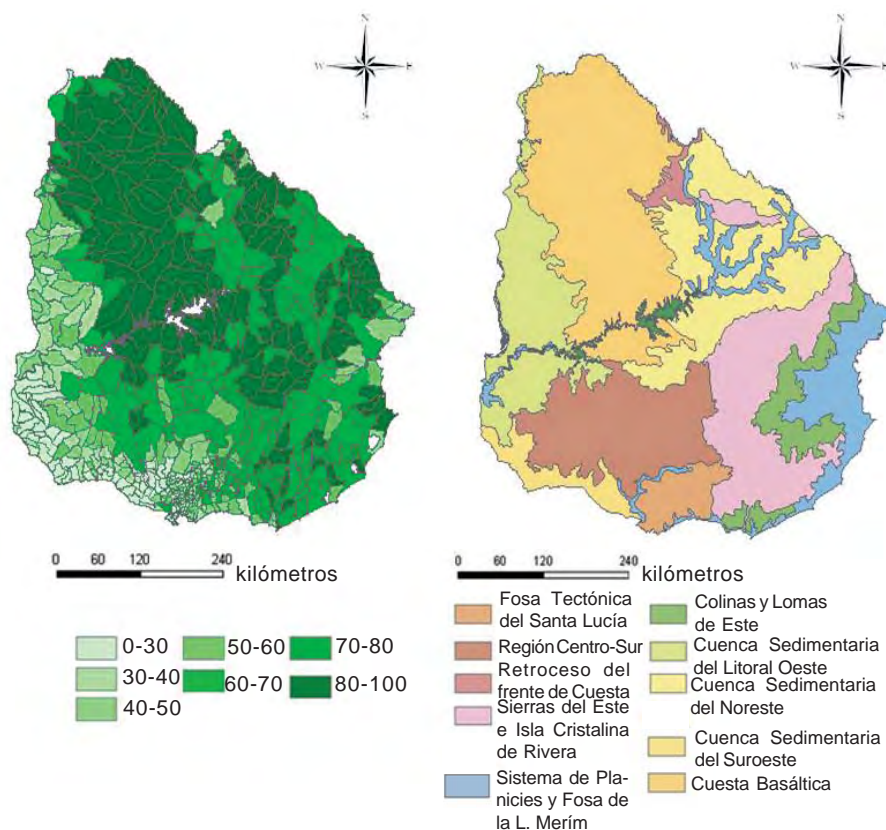 N
W
E
S
N
W
E
S
0 60 120 240
kilómetros
0 60 120 240
kilómetros
0-30
30-40
40-50
50-60
60-70
70-80
80-100
Fosa Tectónica
del Santa Lucía
Región Centro-Sur
Retroceso del
frente de Cuesta
Sierras del Este
e Isla Cristalina
de Rivera
Sistema de Pla-
nicies y Fosa de
la L. Merím
Colinas y Lomas
de Este
Cuenca Sedimentaria
del Litoral Oeste
Cuenca Sedimentaria
del Noreste
Cuenca Sedimentaria
del Suroeste
Cuesta Basáltica